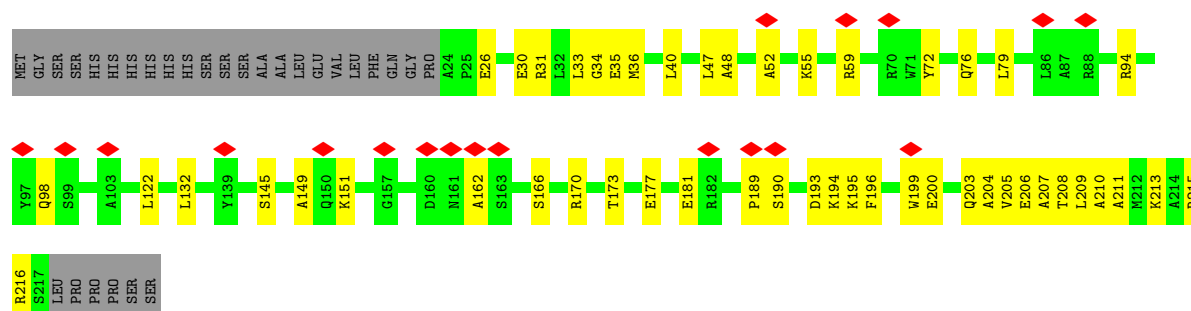 MET GLY SER SER HIS HIS HIS HIS HIS HIS SER SER SER ALA ALA LEU GLU VAL LEU PHE GLN GLY PRO A24 P25 E26 E30 R31 L32 L33 G34 E35 M36 L40 L47 A48 A52 K55 R59 R70 W71 Y72 Q76 L79 L86 A87 R88 R94
Y97 Q98 S99 A103 L122 L132 Y139 S145 A149 Q150 K151 G157 D160 N161 A162 S163 S166 R170 T173 E177 E181 R182 P189 S190 D193 K194 K195 F196 W199 E200 Q203 A204 V205 E206 A207 T208 L209 A210 A211 M212 K213 A214
R216 S217 LEU PRO PRO PRO SER SER